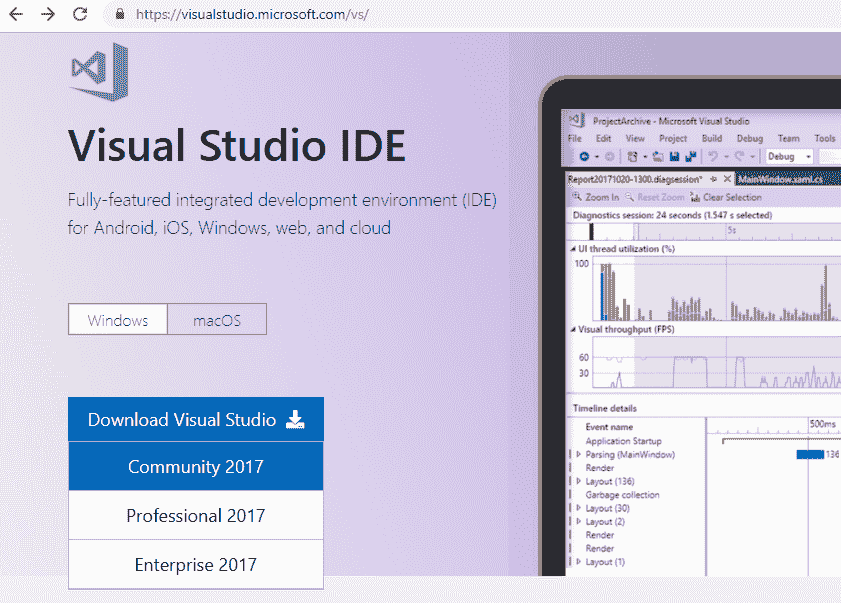 https://visualstudio.microsoft.com/vs/
Visual Studio IDE
Fully-featured integrated development environment (IDE)
for Android, iOS, Windows, web, and cloud
Windows
macOS
Download Visual Studio
Community 2017
Professional 2017
Enterprise 2017
ProjectArchive - Microsoft Visual Studio
File Edit View Project Build Debug Team Tools
Debug
Report20171020-1300.diagsession* MainWindow.xaml.cs
Zoom In Reset Zoom Clear Selection
Diagnostics session: 24 seconds (1.547 s selected)
5s
UI thread utilization (%)
100
Visual throughput (FPS)
60
30
Timeline details
Event name 500ms
Application Startup
Parsing (MainWindow) 136
Render
Layout (136)
Garbage collection
Layout (30)
Layout (2)
Render
Render
Layout (1)